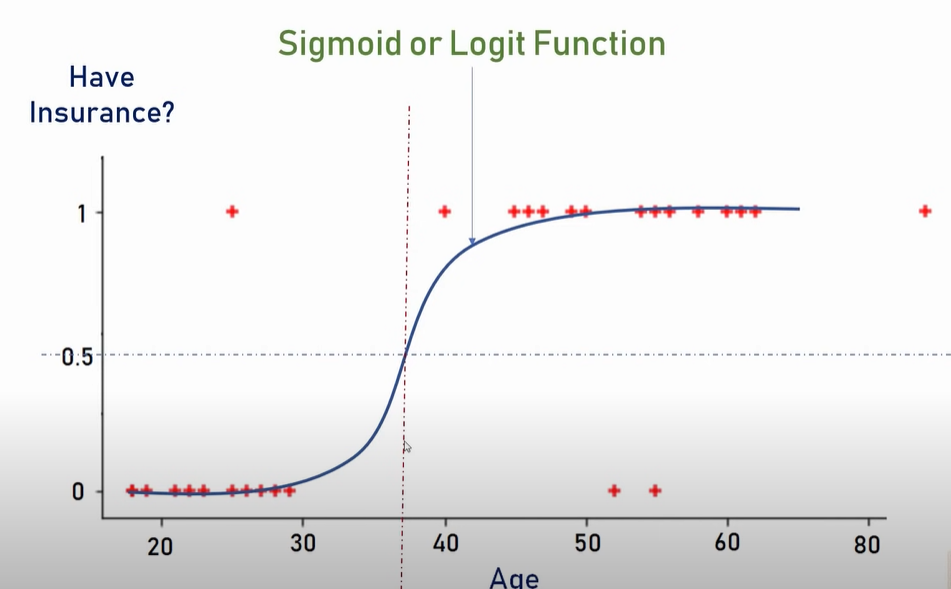 Sigmoid or Logit Function
Have
Insurance?
1
0.5
0
20 30 40 50 60 80
Age